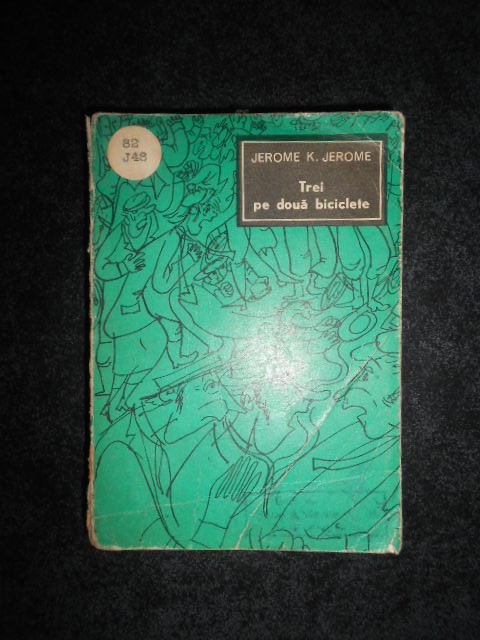 82
J48
JEROME K. JEROME
Trei
pe două biciclete